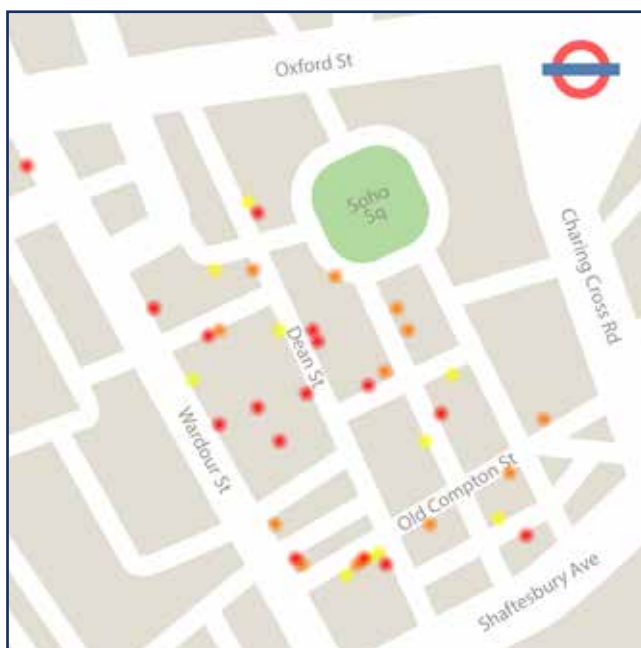 Oxford St
Soho
Sq
Charing Cross Rd
Dean St
Wardour St
Old Compton St
Shaftesbury Ave